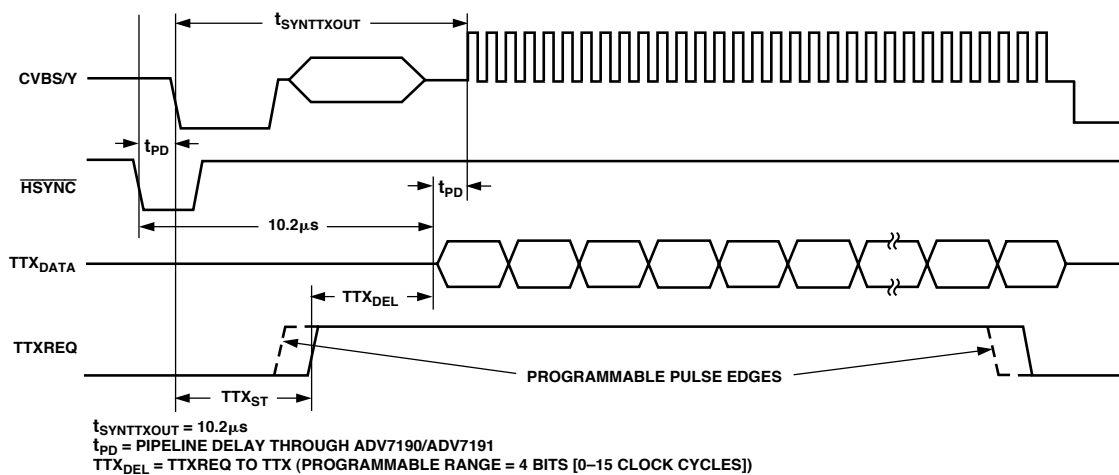 tSYNTTXOUT
CVBS/Y
tPD
HSYNC
tPD
10.2μs
TTXDATA
TTXDEL
TTXREQ
PROGRAMMABLE PULSE EDGES
TTXST
tSYNTTXOUT = 10.2μs
tPD = PIPELINE DELAY THROUGH ADV7190/ADV7191
TTXDEL = TTXREQ TO TTX (PROGRAMMABLE RANGE = 4 BITS [0–15 CLOCK CYCLES])